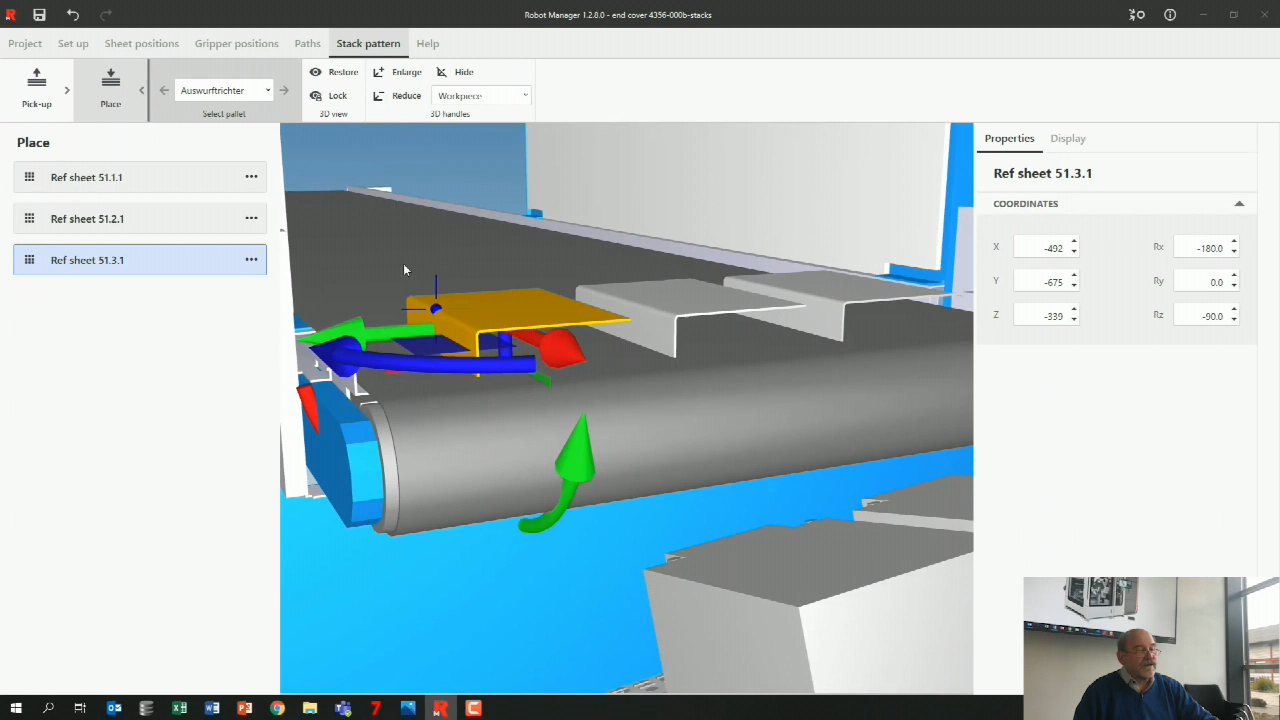 Robot Manager 1.2.8.0 - end cover 4356-000b-stacks
Project Set up Sheet positions Gripper positions Paths Stack pattern Help
Pick-up
Place
Auswurftrichter
Select pallet
Restore
Lock
3D view
Enlarge Hide
Reduce Workpiece
3D handles
Place
Ref sheet 51.1.1
Ref sheet 51.2.1
Ref sheet 51.3.1
Properties Display
Ref sheet 51.3.1
COORDINATES
X -492 Rx -180.0
Y -675 Ry 0.0
Z -339 Rz -90.0